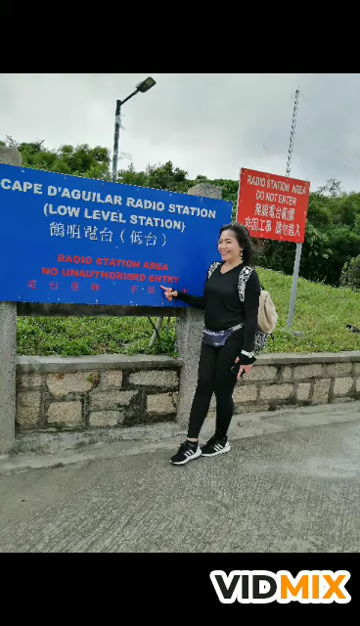 CAPE D'AGUILAR RADIO STATION
(LOW LEVEL STATION)
鶴咀電台（低台）
RADIO STATION AREA
NO UNAUTHORISED ENTRY
RADIO STATION AREA
DO NOT ENTER
VIDMIX